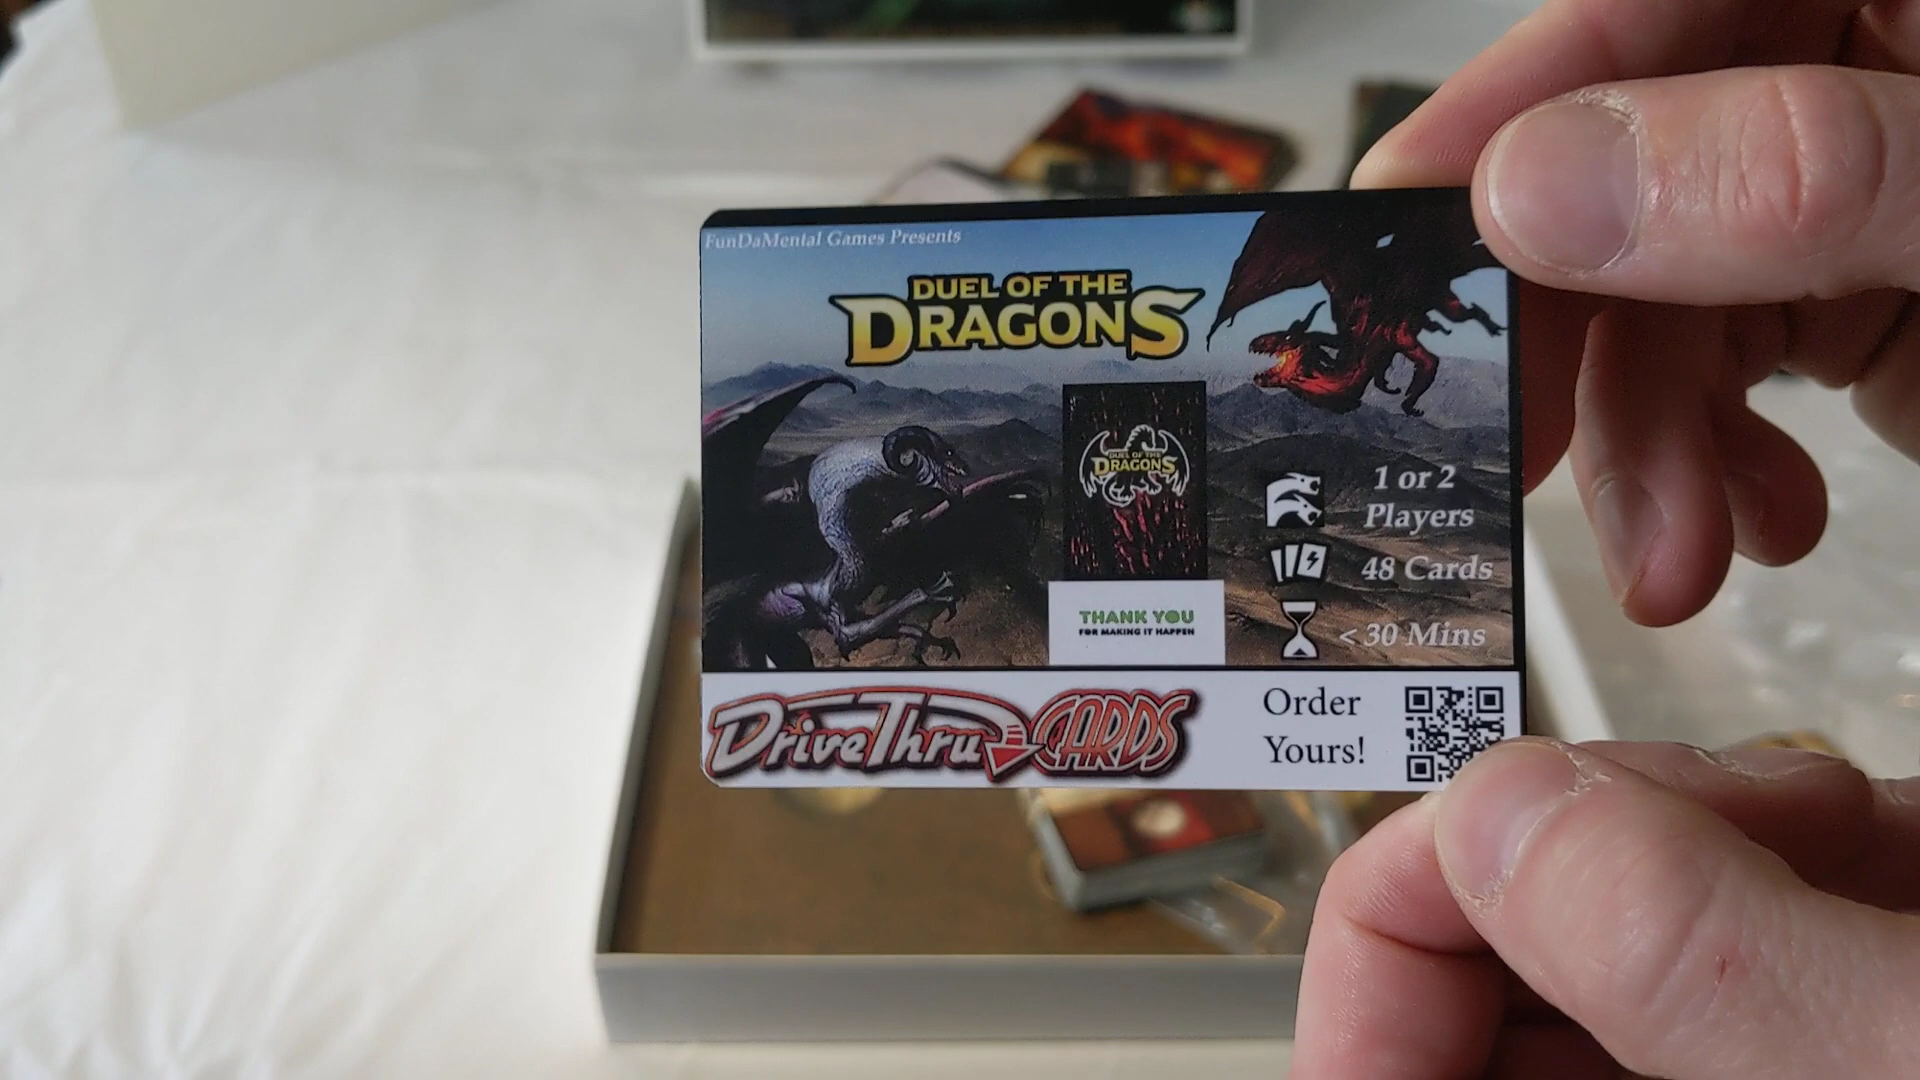 FunDaMental Games Presents
DUEL OF THE
DRAGONS
DUEL OF THE
DRAGONS
1 or 2
Players
48 Cards
< 30 Mins
THANK YOU
FOR MAKING IT HAPPEN
DriveThru CARDS
Order
Yours!